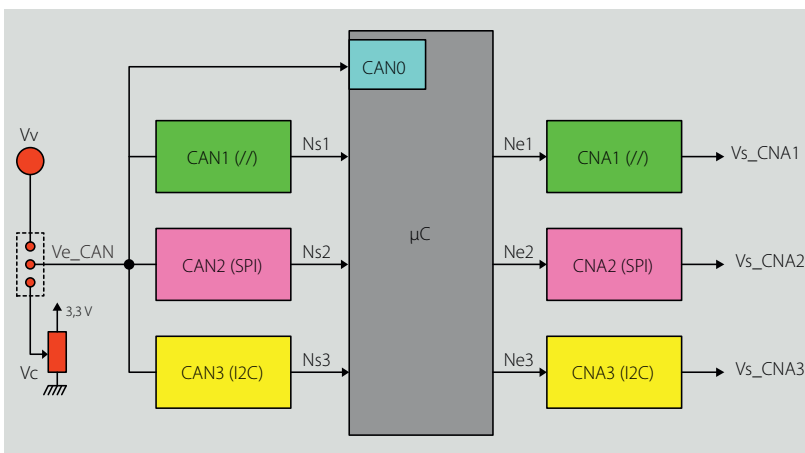 CAN0
Vv
CAN1 (//)
Ns1
Ne1
CNA1 (//)
Vs_CNA1
µC
Ve_CAN
CAN2 (SPI)
Ns2
Ne2
CNA2 (SPI)
Vs_CNA2
3,3 V
Vc
CAN3 (I2C)
Ns3
Ne3
CNA3 (I2C)
Vs_CNA3